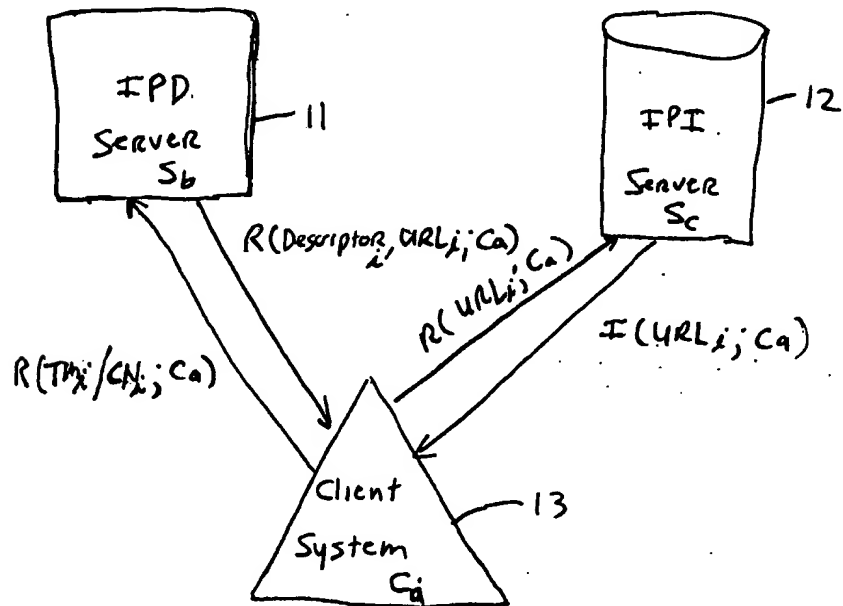 IPD.
Server
Sb
11
IPI.
Server
Sc
12
R(Descriptor i, URLi; Ca)
R(URLi; Ca)
I(URLi; Ca)
R(TMi/CNi; Ca)
Client
System
Ca
13